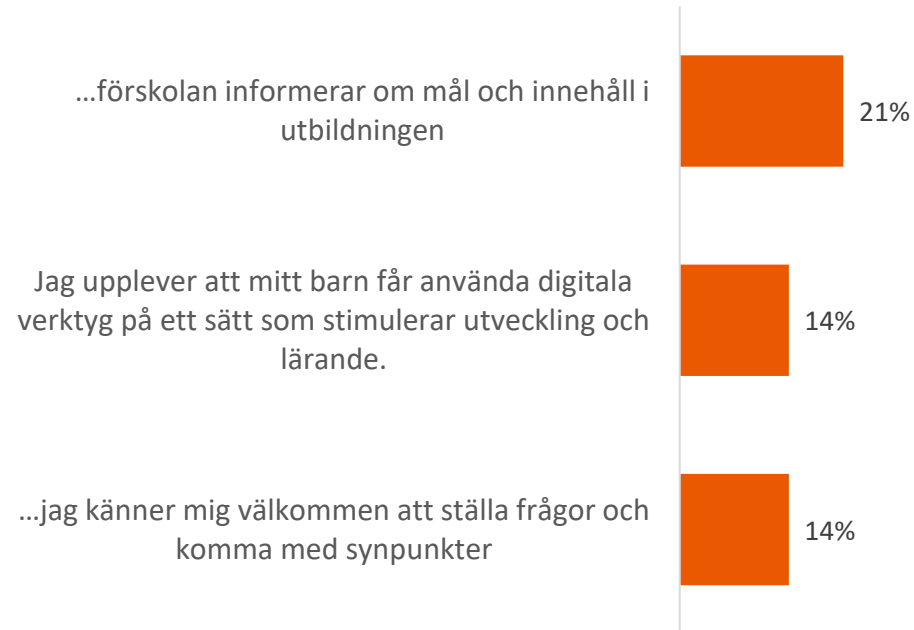 ...förskolan informerar om mål och innehåll i
utbildningen
21%
Jag upplever att mitt barn får använda digitala
verktyg på ett sätt som stimulerar utveckling och
lärande.
14%
...jag känner mig välkommen att ställa frågor och
komma med synpunkter
14%